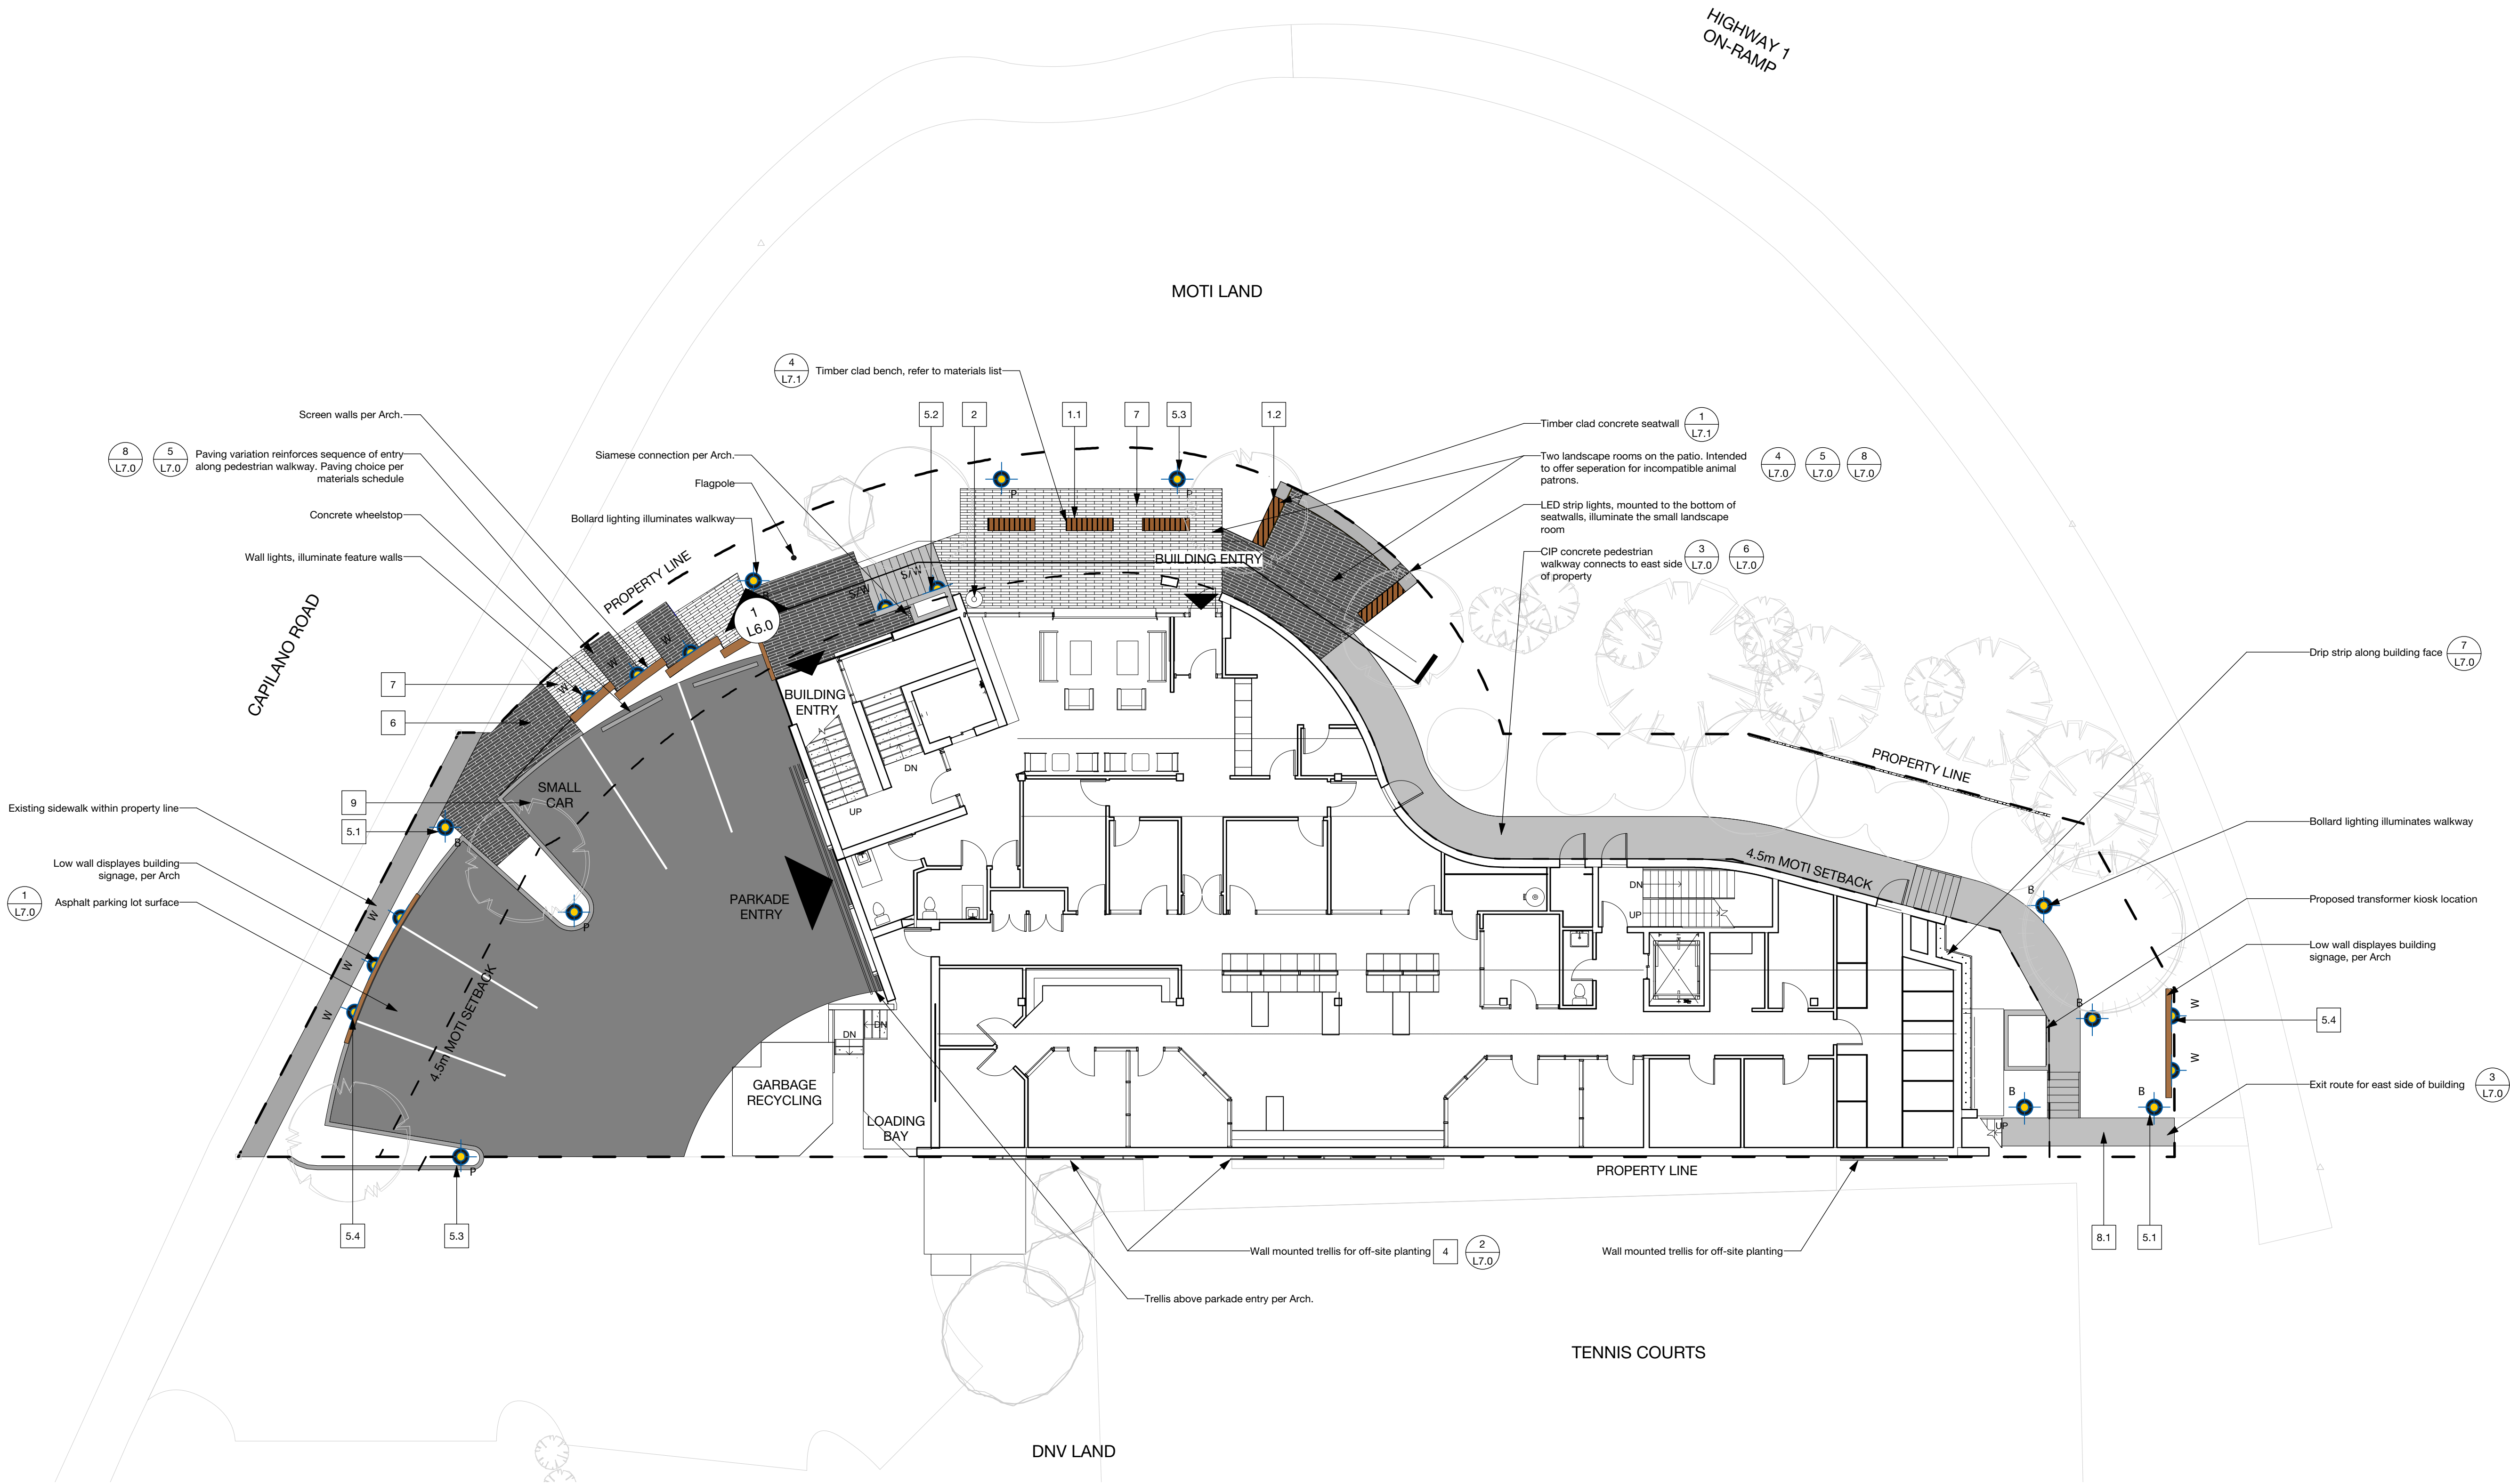 HIGHWAY 1
ON-RAMP
MOTI LAND
4
L7.1
Timber clad bench, refer to materials list
Screen walls per Arch.
5.2
2
1.1
7
5.3
1.2
Timber clad concrete seatwall
1
L7.1
8
L7.0
5
L7.0
Paving variation reinforces sequence of entry
along pedestrian walkway. Paving choice per
materials schedule
Siamese connection per Arch.
Two landscape rooms on the patio. Intended
to offer seperation for incompatible animal
patrons.
4
L7.0
5
L7.0
8
L7.0
Flagpole
P
P
Concrete wheelstop
Bollard lighting illuminates walkway
LED strip lights, mounted to the bottom of
seatwalls, illuminate the small landscape
room
Wall lights, illuminate feature walls
BUILDING ENTRY
CIP concrete pedestrian
walkway connects to east side
of property
3
L7.0
6
L7.0
PROPERTY LINE
S/W
S/W
CAPILANO ROAD
1
L6.0
W
W
W
Drip strip along building face
7
L7.0
7
6
BUILDING
ENTRY
DN
UP
PROPERTY LINE
SMALL
CAR
9
Existing sidewalk within property line
5.1
B
Bollard lighting illuminates walkway
Low wall displayes building
signage, per Arch
4.5m MOTI SETBACK
DN
UP
B
1
L7.0
Asphalt parking lot surface
PARKADE
ENTRY
Proposed transformer kiosk location
W
P
W
W
4.5m MOTI SETBACK
Low wall displayes building
signage, per Arch
B
W
5.4
W
DN
DN
GARBAGE
RECYCLING
LOADING
BAY
B
B
Exit route for east side of building
3
L7.0
UP
P
PROPERTY LINE
5.4
5.3
Wall mounted trellis for off-site planting
4
2
L7.0
Wall mounted trellis for off-site planting
8.1
5.1
Trellis above parkade entry per Arch.
TENNIS COURTS
DNV LAND